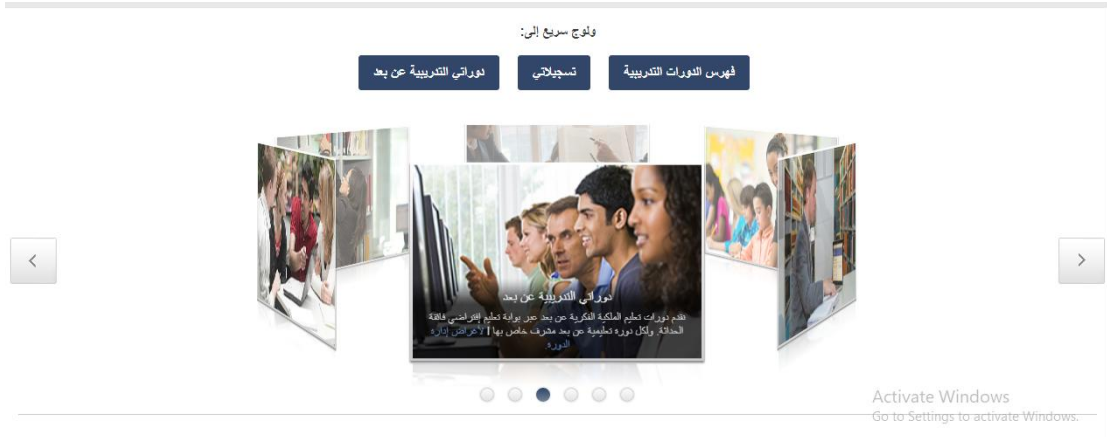 ولوج سريع إلى:
فهرس الدورات التدريبية
تسجيلاتي
دوراتي التدريبية عن بعد
دوراتي التدريبية عن بعد
تقدم دورات تعليم الملكية الفكرية عن بعد عبر بوابة تعليم إفتراضي فائقة
الحداثة. ولكل دورة تعليمية عن بعد مشرف خاص بها | لأغراض إدارة
الدورة.
Activate Windows
Go to Settings to activate Windows.